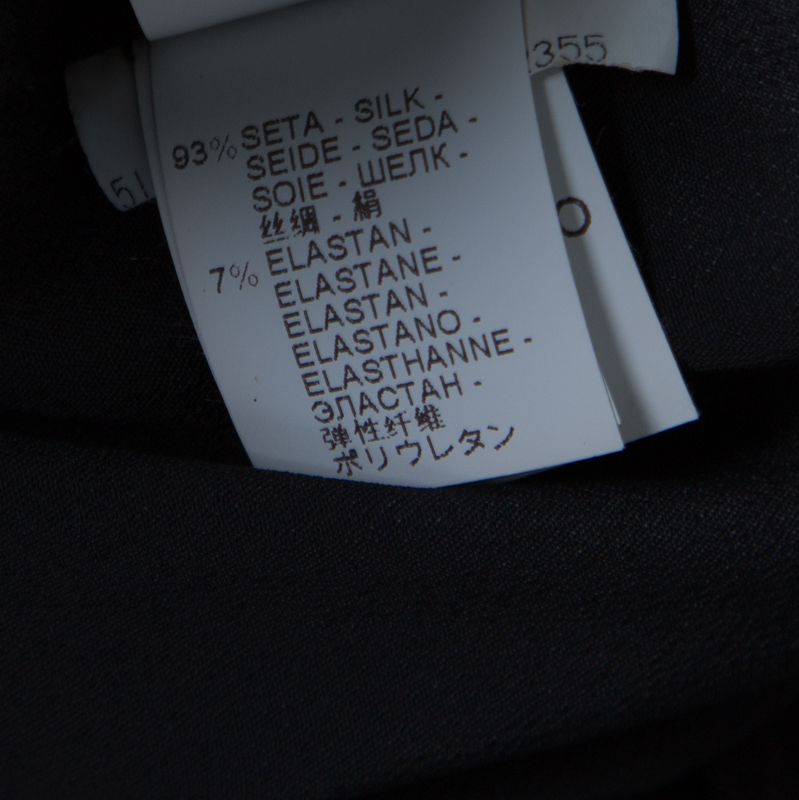 355
51
93% SETA - SILK -
SEIDE - SEDA -
SOIE - ШЕЛК -
丝绸 - 絹
7% ELASTAN -
ELASTANE -
ELASTAN -
ELASTANO -
ELASTHANNE -
ЭЛАСТАН -
弹性纤维
ポリウレタン